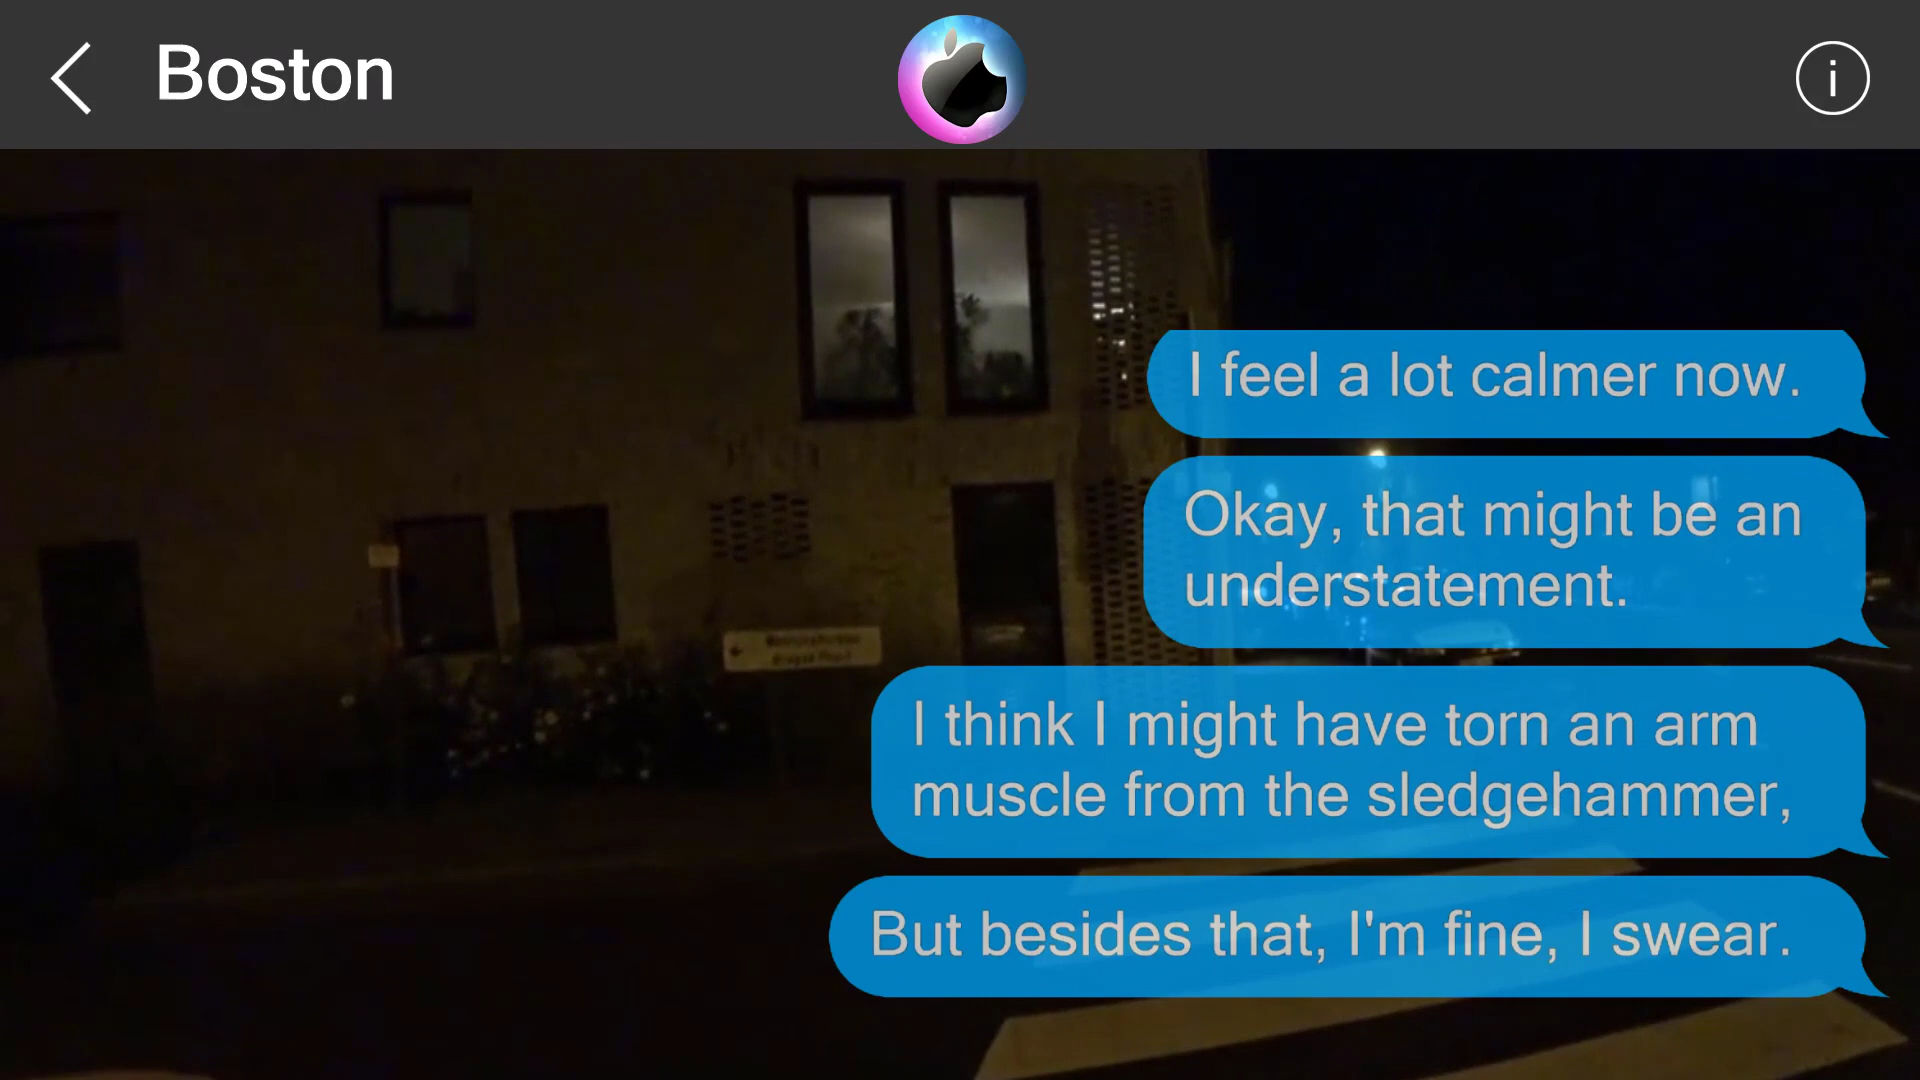 Boston
I feel a lot calmer now.
Okay, that might be an
understatement.
I think I might have torn an arm
muscle from the sledgehammer,
But besides that, I'm fine, I swear.